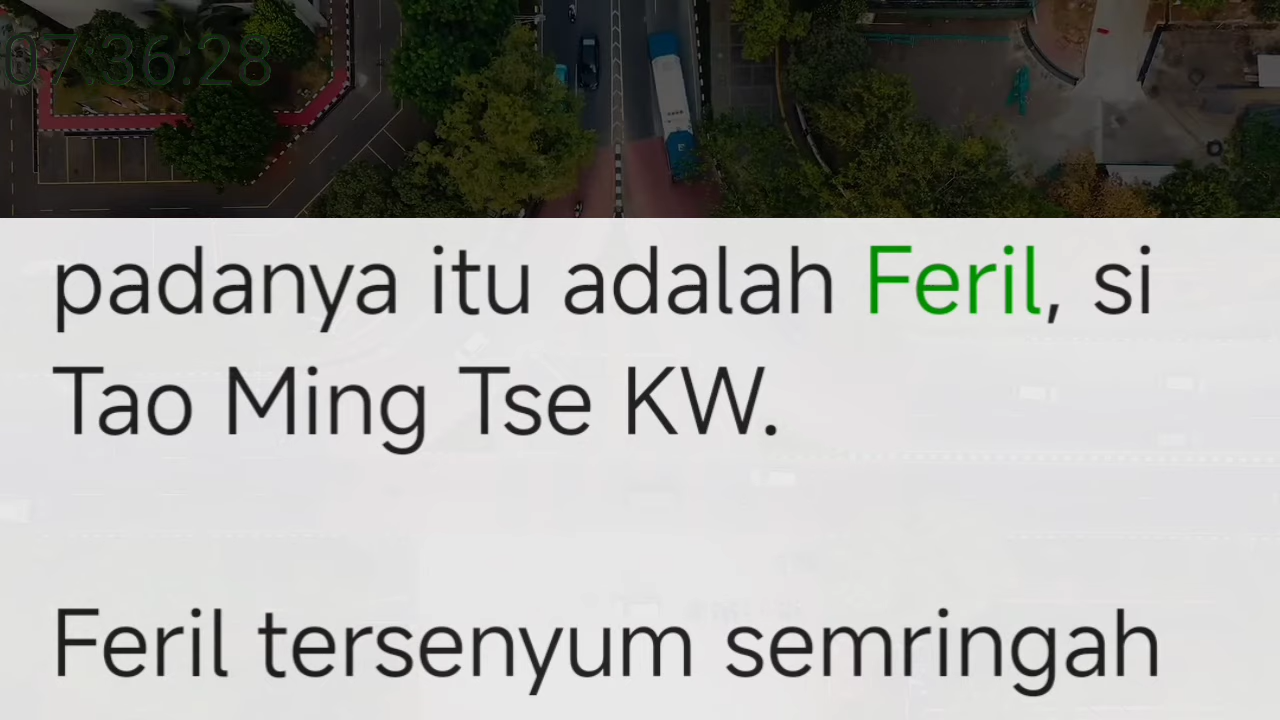 07:36:28
padanya itu adalah Feril, si
Tao Ming Tse KW.
Feril tersenyum semringah